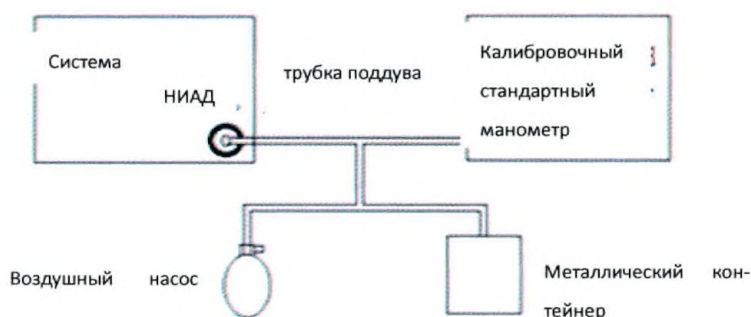 Система
НИАД
трубка поддува
Калибровочный
стандартный
манометр
Воздушный насос
Металлический кон-
тейнер